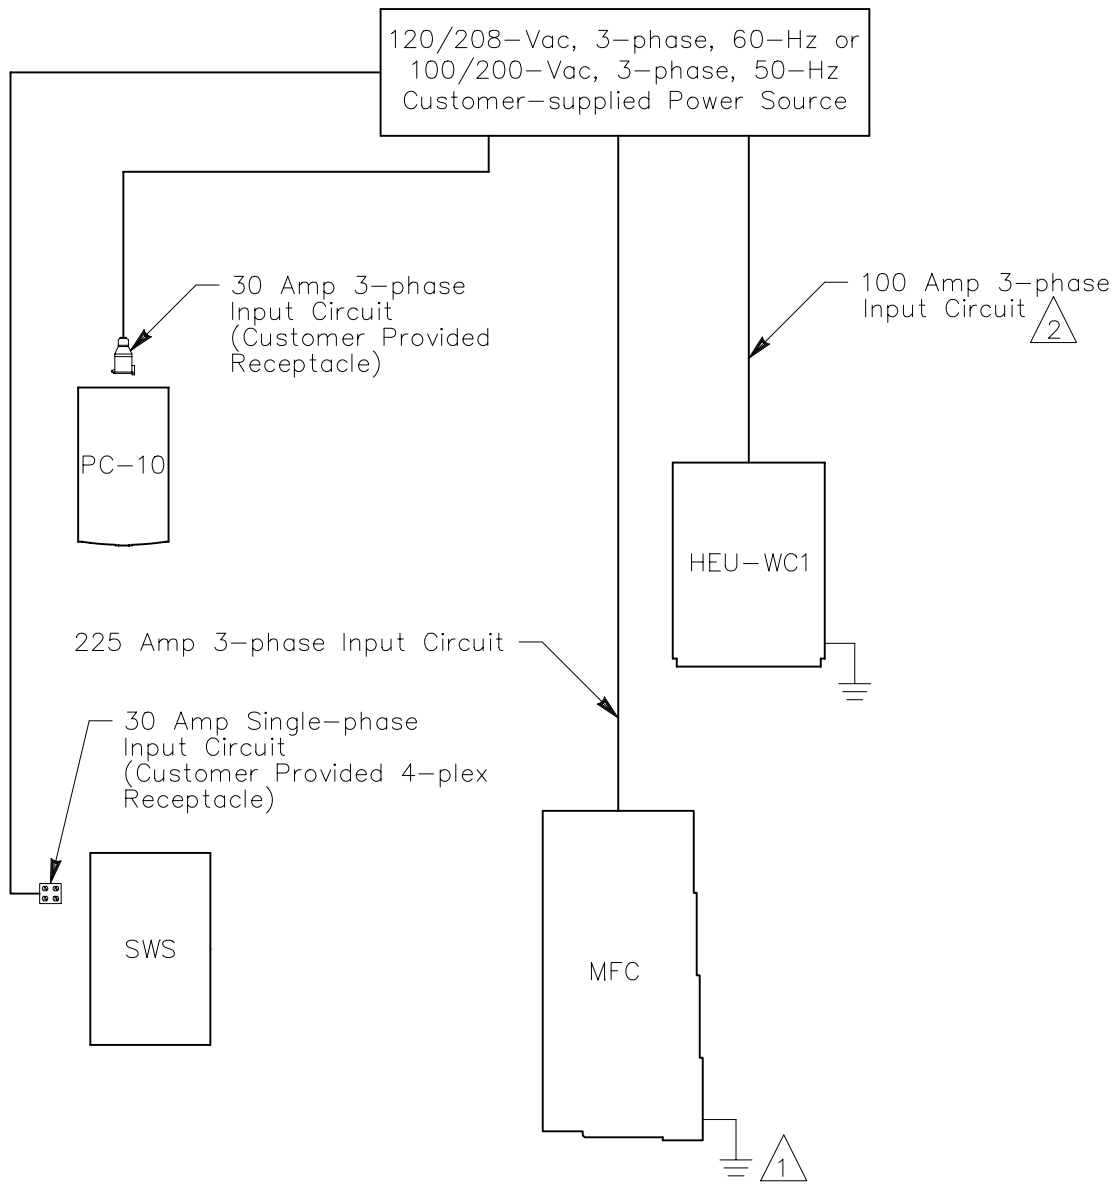 120/208-Vac, 3-phase, 60-Hz or
100/200-Vac, 3-phase, 50-Hz
Customer-supplied Power Source
30 Amp 3-phase
Input Circuit
(Customer Provided
Receptacle)
100 Amp 3-phase
Input Circuit
2
PC-10
HEU-WC1
225 Amp 3-phase Input Circuit
30 Amp Single-phase
Input Circuit
(Customer Provided 4-plex
Receptacle)
SWS
MFC
1